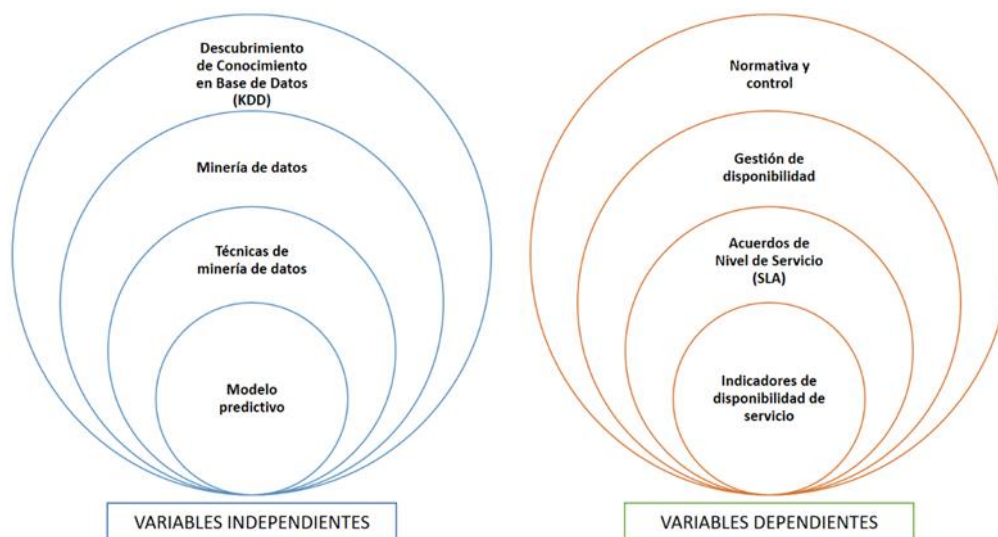 Descubrimiento
de Conocimiento
en Base de Datos
(KDD)
Minería de datos
Técnicas de
minería de datos
Modelo
predictivo
VARIABLES INDEPENDIENTES
Normativa y
control
Gestión de
disponibilidad
Acuerdos de
Nivel de Servicio
(SLA)
Indicadores de
disponibilidad de
servicio
VARIABLES DEPENDIENTES